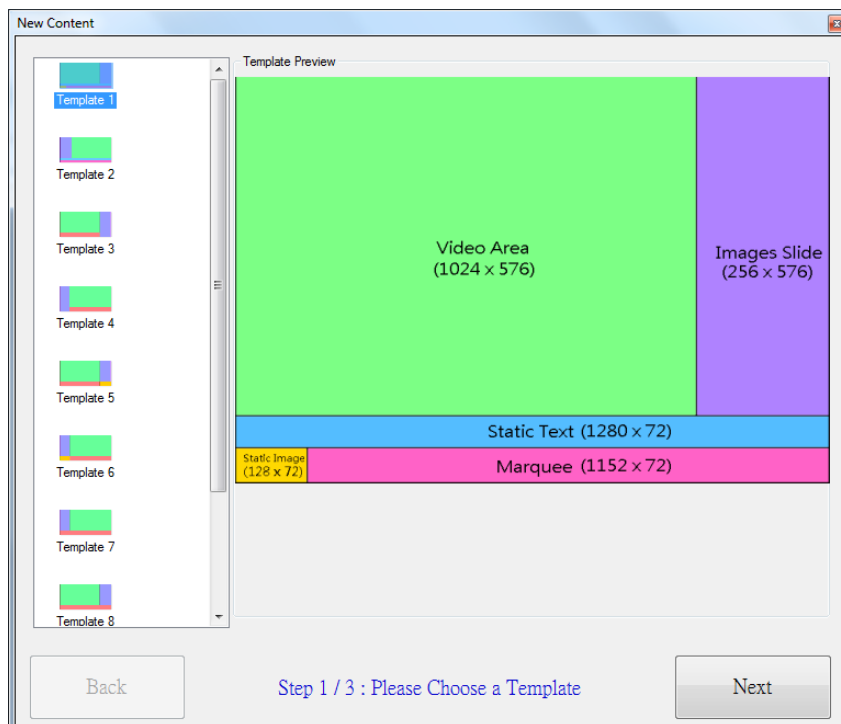 New Content
Template 1
Template 2
Template 3
Template 4
Template 5
Template 6
Template 7
Template 8
Template Preview
Video Area
(1024 x 576)
Images Slide
(256 x 576)
Static Text (1280 x 72)
Static Image
(128 x 72)
Marquee (1152 x 72)
Back
Step 1 / 3 : Please Choose a Template
Next